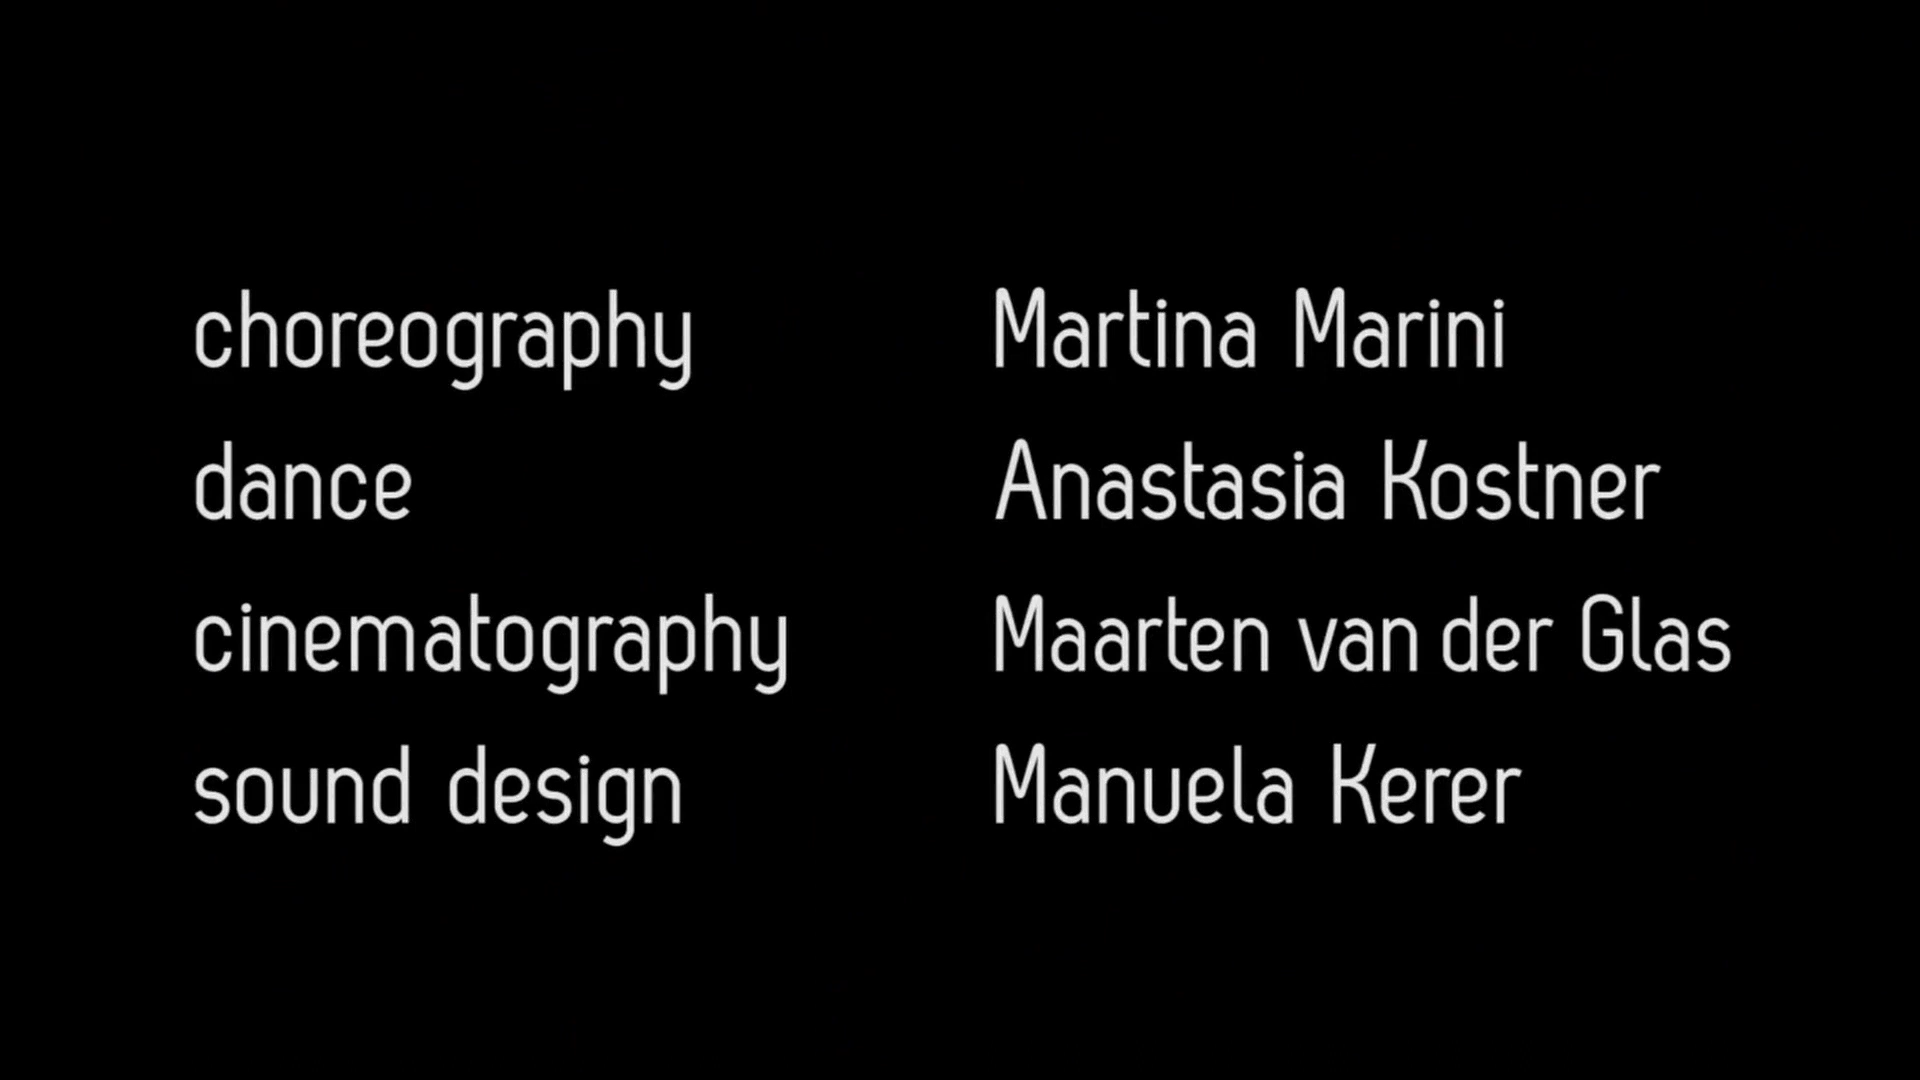 choreography Martina Marini
dance Anastasia Kostner
cinematography Maarten van der Glas
sound design Manuela Kerer